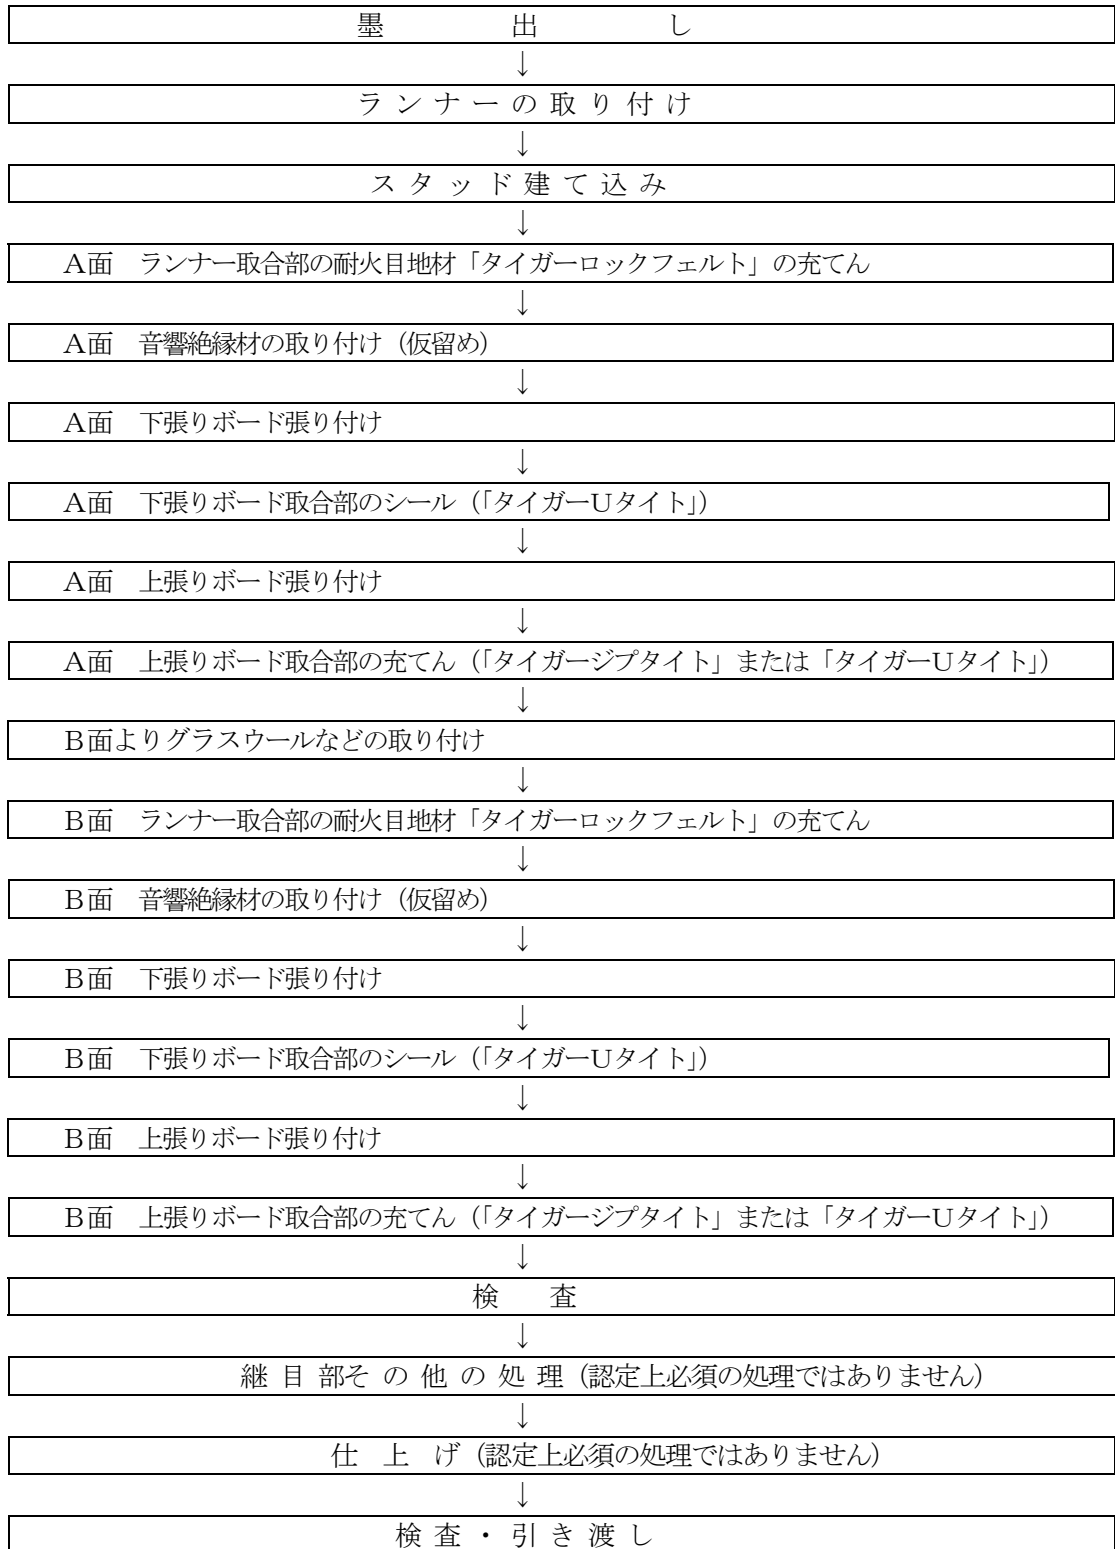 墨出し
↓
ランナーの取り付け
↓
スタッド建て込み
↓
A面　ランナー取合部の耐火目地材「タイガーロックフェルト」の充てん
↓
A面　音響絶縁材の取り付け（仮留め）
↓
A面　下張りボード張り付け
↓
A面　下張りボード取合部のシール（「タイガーUタイト」）
↓
A面　上張りボード張り付け
↓
A面　上張りボード取合部の充てん（「タイガージプタイト」または「タイガーUタイト」）
↓
B面よりグラスウールなどの取り付け
↓
B面　ランナー取合部の耐火目地材「タイガーロックフェルト」の充てん
↓
B面　音響絶縁材の取り付け（仮留め）
↓
B面　下張りボード張り付け
↓
B面　下張りボード取合部のシール（「タイガーUタイト」）
↓
B面　上張りボード張り付け
↓
B面　上張りボード取合部の充てん（「タイガージプタイト」または「タイガーUタイト」）
↓
検査
↓
継目部その他の処理（認定上必須の処理ではありません）
↓
仕上げ（認定上必須の処理ではありません）
↓
検査・引き渡し